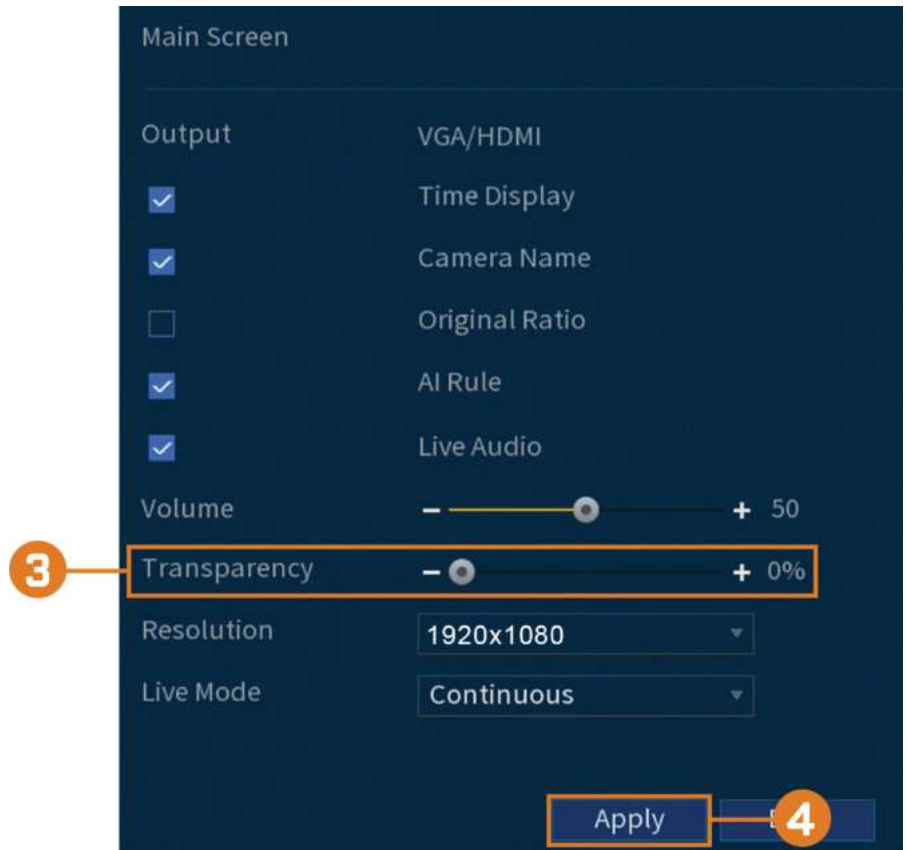 Main Screen
Output VGA/HDMI
Time Display
Camera Name
Original Ratio
AI Rule
Live Audio
Volume - + 50
3 Transparency - + 0%
Resolution 1920x1080
Live Mode Continuous
Apply 4